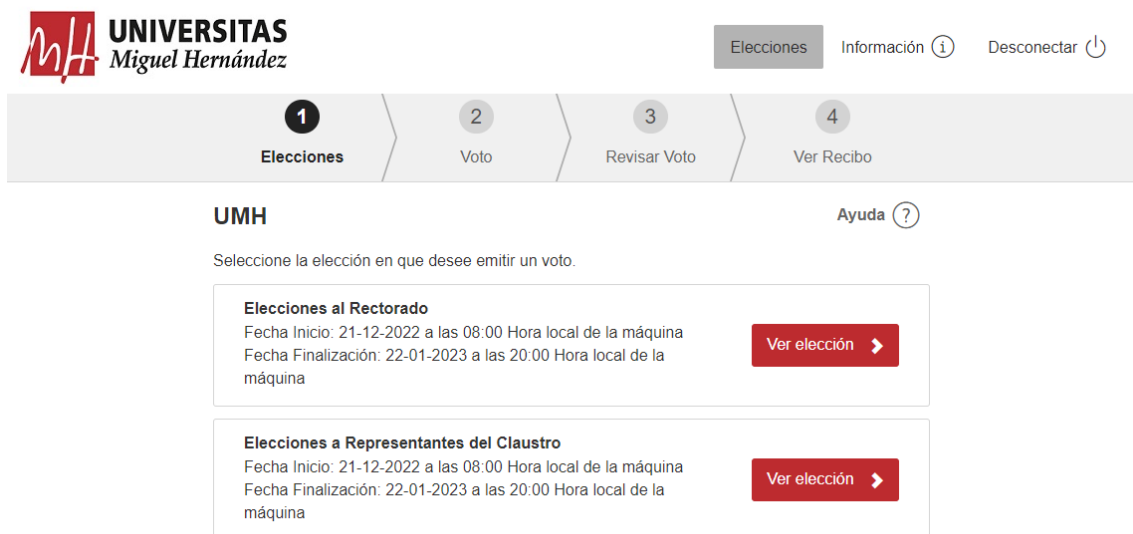 UNIVERSITAS
Miguel Hernández
Elecciones Información i Desconectar
1 2 3 4
Elecciones Voto Revisar Voto Ver Recibo
UMH Ayuda ?
Seleccione la elección en que desee emitir un voto.
Elecciones al Rectorado
Fecha Inicio: 21-12-2022 a las 08:00 Hora local de la máquina
Fecha Finalización: 22-01-2023 a las 20:00 Hora local de la
máquina
Ver elección
Elecciones a Representantes del Claustro
Fecha Inicio: 21-12-2022 a las 08:00 Hora local de la máquina
Fecha Finalización: 22-01-2023 a las 20:00 Hora local de la
máquina
Ver elección